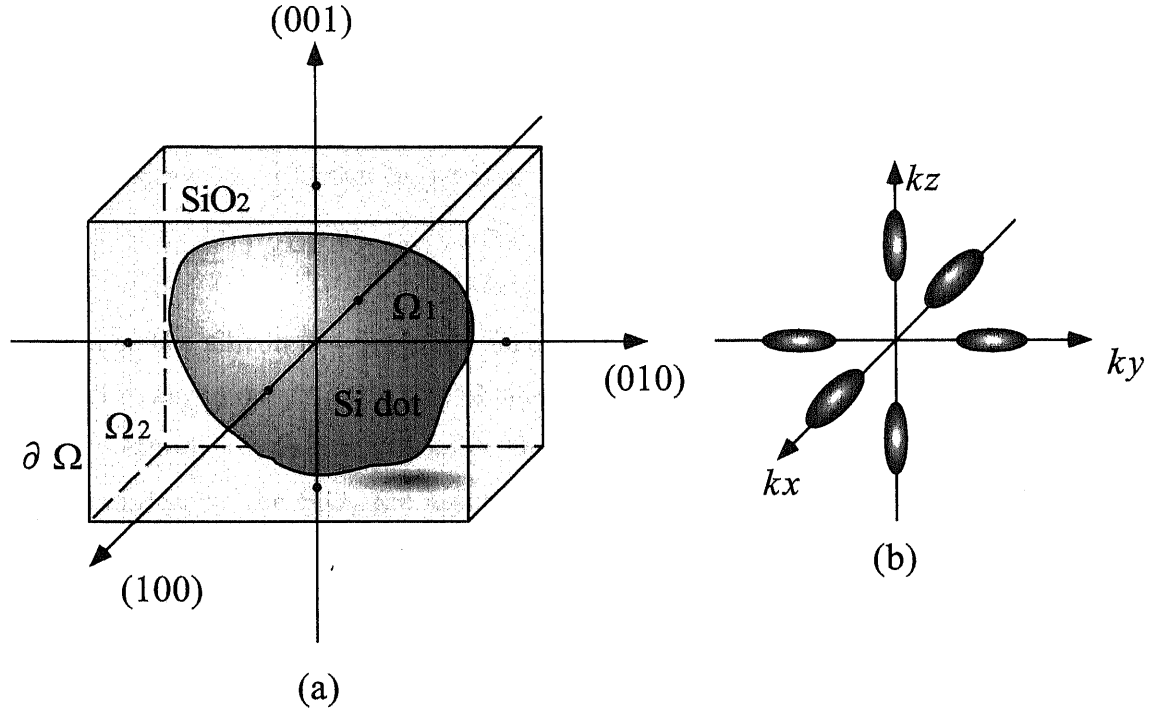 (001)
SiO₂
Ω₁
(010)
Si dot
Ω₂
∂Ω
(100)
(a)
kz
ky
kx
(b)